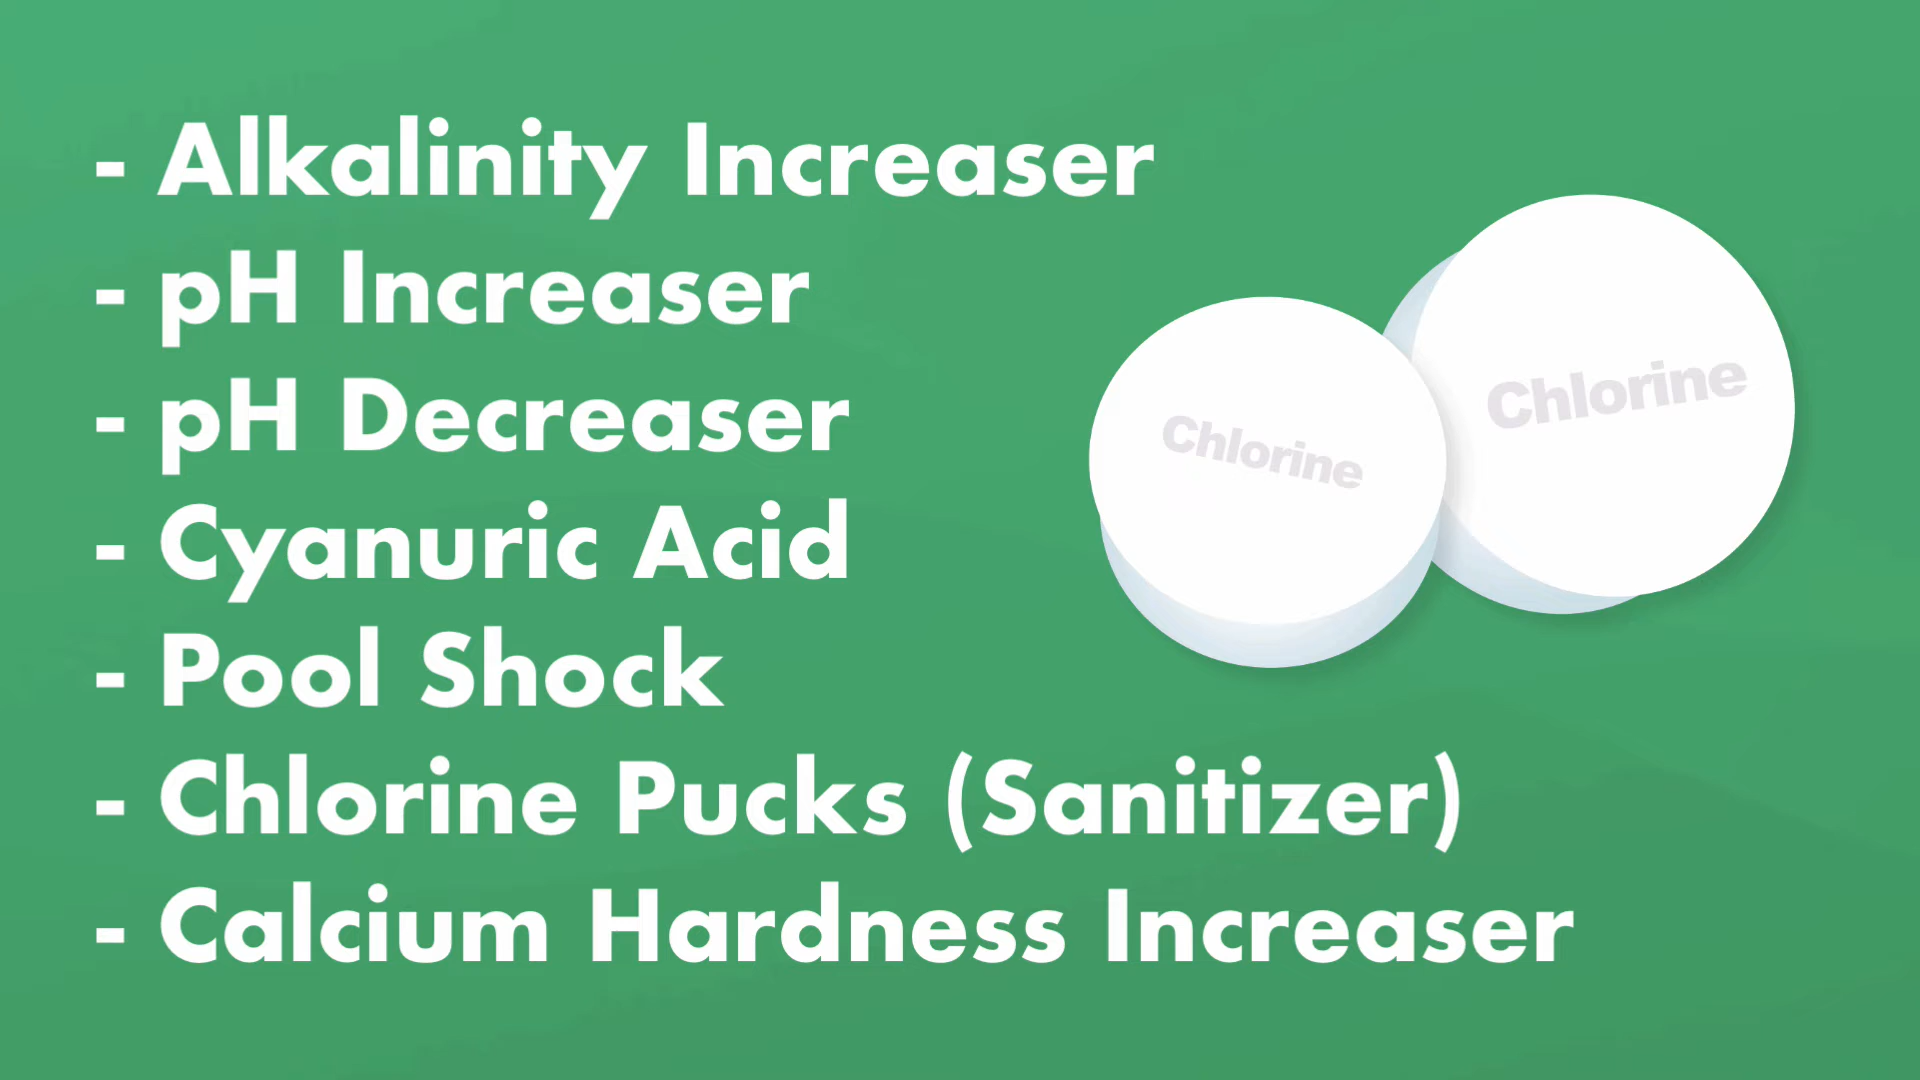 - Alkalinity Increaser
- pH Increaser
- pH Decreaser
- Cyanuric Acid
- Pool Shock
- Chlorine Pucks (Sanitizer)
- Calcium Hardness Increaser
Chlorine
Chlorine